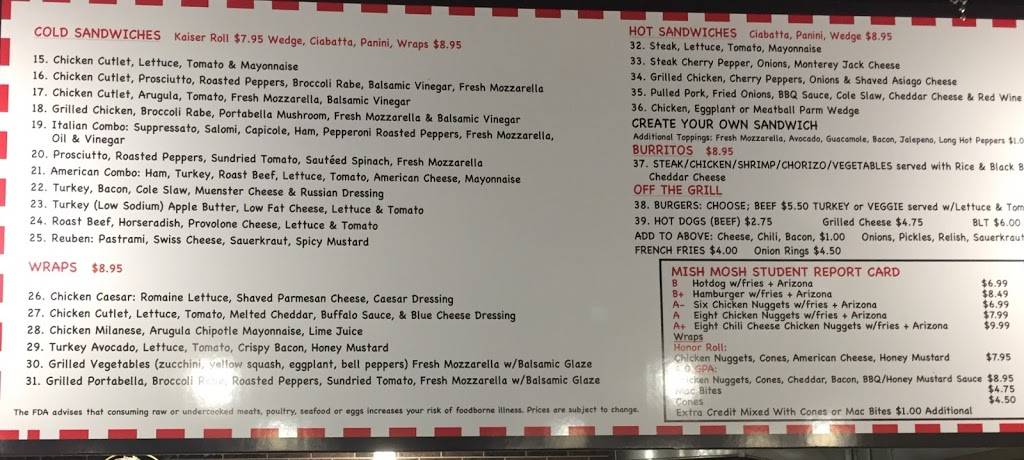 COLD SANDWICHES Kaiser Roll $7.95 Wedge, Ciabatta, Panini, Wraps $8.95
15. Chicken Cutlet, Lettuce, Tomato & Mayonnaise
16. Chicken Cutlet, Prosciutto, Roasted Peppers, Broccoli Rabe, Balsamic Vinegar, Fresh Mozzarella
17. Chicken Cutlet, Arugula, Tomato, Fresh Mozzarella, Balsamic Vinegar
18. Grilled Chicken, Broccoli Rabe, Portabella Mushroom, Fresh Mozzarella & Balsamic Vinegar
19. Italian Combo: Suppressato, Salomi, Capicole, Ham, Pepperoni Roasted Peppers, Fresh Mozzarella,
Oil & Vinegar
20. Prosciutto, Roasted Peppers, Sundried Tomato, Sautéed Spinach, Fresh Mozzarella
21. American Combo: Ham, Turkey, Roast Beef, Lettuce, Tomato, American Cheese, Mayonnaise
22. Turkey, Bacon, Cole Slaw, Muenster Cheese & Russian Dressing
23. Turkey (Low Sodium) Apple Butter, Low Fat Cheese, Lettuce & Tomato
24. Roast Beef, Horseradish, Provolone Cheese, Lettuce & Tomato
25. Reuben: Pastrami, Swiss Cheese, Sauerkraut, Spicy Mustard
WRAPS $8.95
26. Chicken Caesar: Romaine Lettuce, Shaved Parmesan Cheese, Caesar Dressing
27. Chicken Cutlet, Lettuce, Tomato, Melted Cheddar, Buffalo Sauce, & Blue Cheese Dressing
28. Chicken Milanese, Arugula Chipotle Mayonnaise, Lime Juice
29. Turkey Avocado, Lettuce, Tomato, Crispy Bacon, Honey Mustard
30. Grilled Vegetables (zucchini, yellow squash, eggplant, bell peppers) Fresh Mozzarella w/Balsamic Glaze
31. Grilled Portabella, Broccoli Rabe, Roasted Peppers, Sundried Tomato, Fresh Mozzarella w/Balsamic Glaze
The FDA advises that consuming raw or undercooked meats, poultry, seafood or eggs increases your risk of foodborne illness. Prices are subject to change.
HOT SANDWICHES Ciabatta, Panini, Wedge $8.95
32. Steak, Lettuce, Tomato, Mayonnaise
33. Steak Cherry Pepper, Onions, Monterey Jack Cheese
34. Grilled Chicken, Cherry Peppers, Onions & Shaved Asiago Cheese
35. Pulled Pork, Fried Onions, BBQ Sauce, Cole Slaw, Cheddar Cheese & Red Wine
36. Chicken, Eggplant or Meatball Parm Wedge
CREATE YOUR OWN SANDWICH
Additional Toppings: Fresh Mozzarella, Avocado, Guacamole, Bacon, Jalepeno, Long Hot Peppers $1.0
BURRITOS $8.95
37. STEAK/CHICKEN/SHRIMP/CHORIZO/VEGETABLES served with Rice & Black B
Cheddar Cheese
OFF THE GRILL
38. BURGERS: CHOOSE; BEEF $5.50 TURKEY or VEGGIE served w/Lettuce & Tom
39. HOT DOGS (BEEF) $2.75 Grilled Cheese $4.75 BLT $6.00
ADD TO ABOVE: Cheese, Chili, Bacon, $1.00 Onions, Pickles, Relish, Sauerkraut
FRENCH FRIES $4.00 Onion Rings $4.50
MISH MOSH STUDENT REPORT CARD
B Hotdog w/fries + Arizona $6.99
B+ Hamburger w/fries + Arizona $8.49
A- Six Chicken Nuggets w/fries + Arizona $6.99
A Eight Chicken Nuggets w/fries + Arizona $7.99
A+ Eight Chili Cheese Chicken Nuggets w/fries + Arizona $9.99
Wraps
Honor Roll:
Chicken Nuggets, Cones, American Cheese, Honey Mustard $7.95
GPA:
Chicken Nuggets, Cones, Cheddar, Bacon, BBQ/Honey Mustard Sauce $8.95
Mac Bites $4.75
Cones $4.50
Extra Credit Mixed With Cones or Mac Bites $1.00 Additional